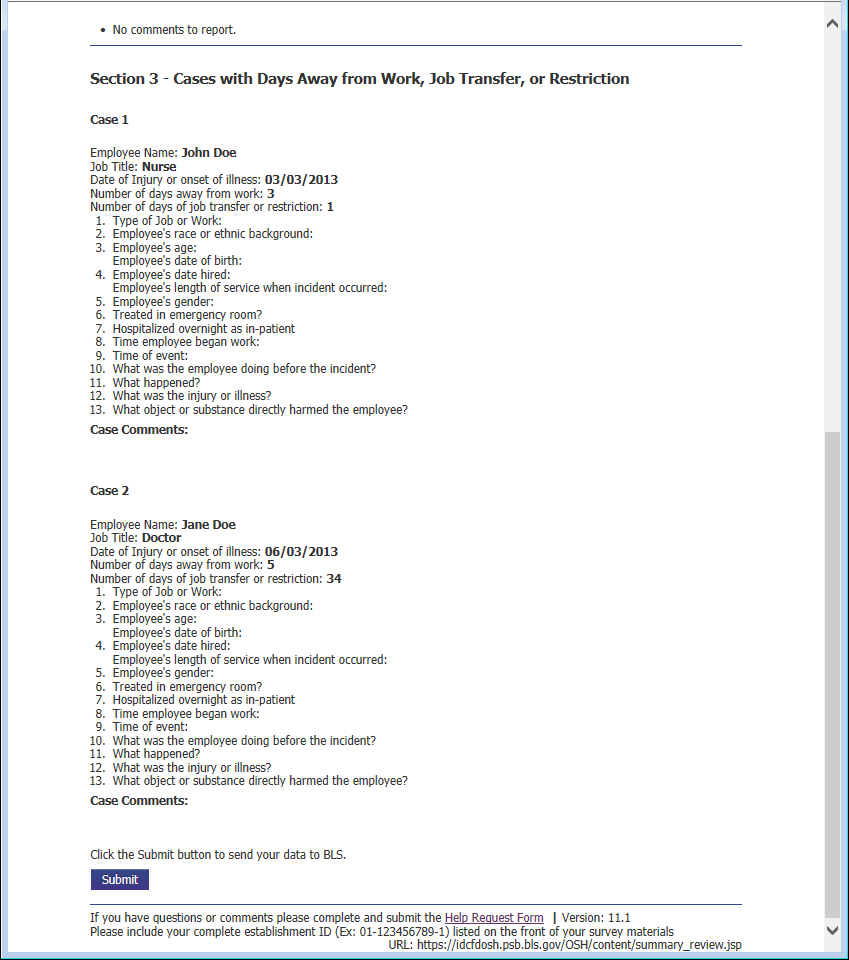 • No comments to report.
Section 3 - Cases with Days Away from Work, Job Transfer, or Restriction
Case 1
Employee Name: John Doe
Job Title: Nurse
Date of Injury or onset of illness: 03/03/2013
Number of days away from work: 3
Number of days of job transfer or restriction: 1
1. Type of Job or Work:
2. Employee's race or ethnic background:
3. Employee's age:
Employee's date of birth:
4. Employee's date hired:
Employee's length of service when incident occurred:
5. Employee's gender:
6. Treated in emergency room?
7. Hospitalized overnight as in-patient
8. Time employee began work:
9. Time of event:
10. What was the employee doing before the incident?
11. What happened?
12. What was the injury or illness?
13. What object or substance directly harmed the employee?
Case Comments:
Case 2
Employee Name: Jane Doe
Job Title: Doctor
Date of Injury or onset of illness: 06/03/2013
Number of days away from work: 5
Number of days of job transfer or restriction: 34
1. Type of Job or Work:
2. Employee's race or ethnic background:
3. Employee's age:
Employee's date of birth:
4. Employee's date hired:
Employee's length of service when incident occurred:
5. Employee's gender:
6. Treated in emergency room?
7. Hospitalized overnight as in-patient
8. Time employee began work:
9. Time of event:
10. What was the employee doing before the incident?
11. What happened?
12. What was the injury or illness?
13. What object or substance directly harmed the employee?
Case Comments:
Click the Submit button to send your data to BLS.
Submit
If you have questions or comments please complete and submit the Help Request Form | Version: 11.1
Please include your complete establishment ID (Ex: 01-123456789-1) listed on the front of your survey materials
URL: https://idcfdosh.psb.bls.gov/OSH/content/summary_review.jsp